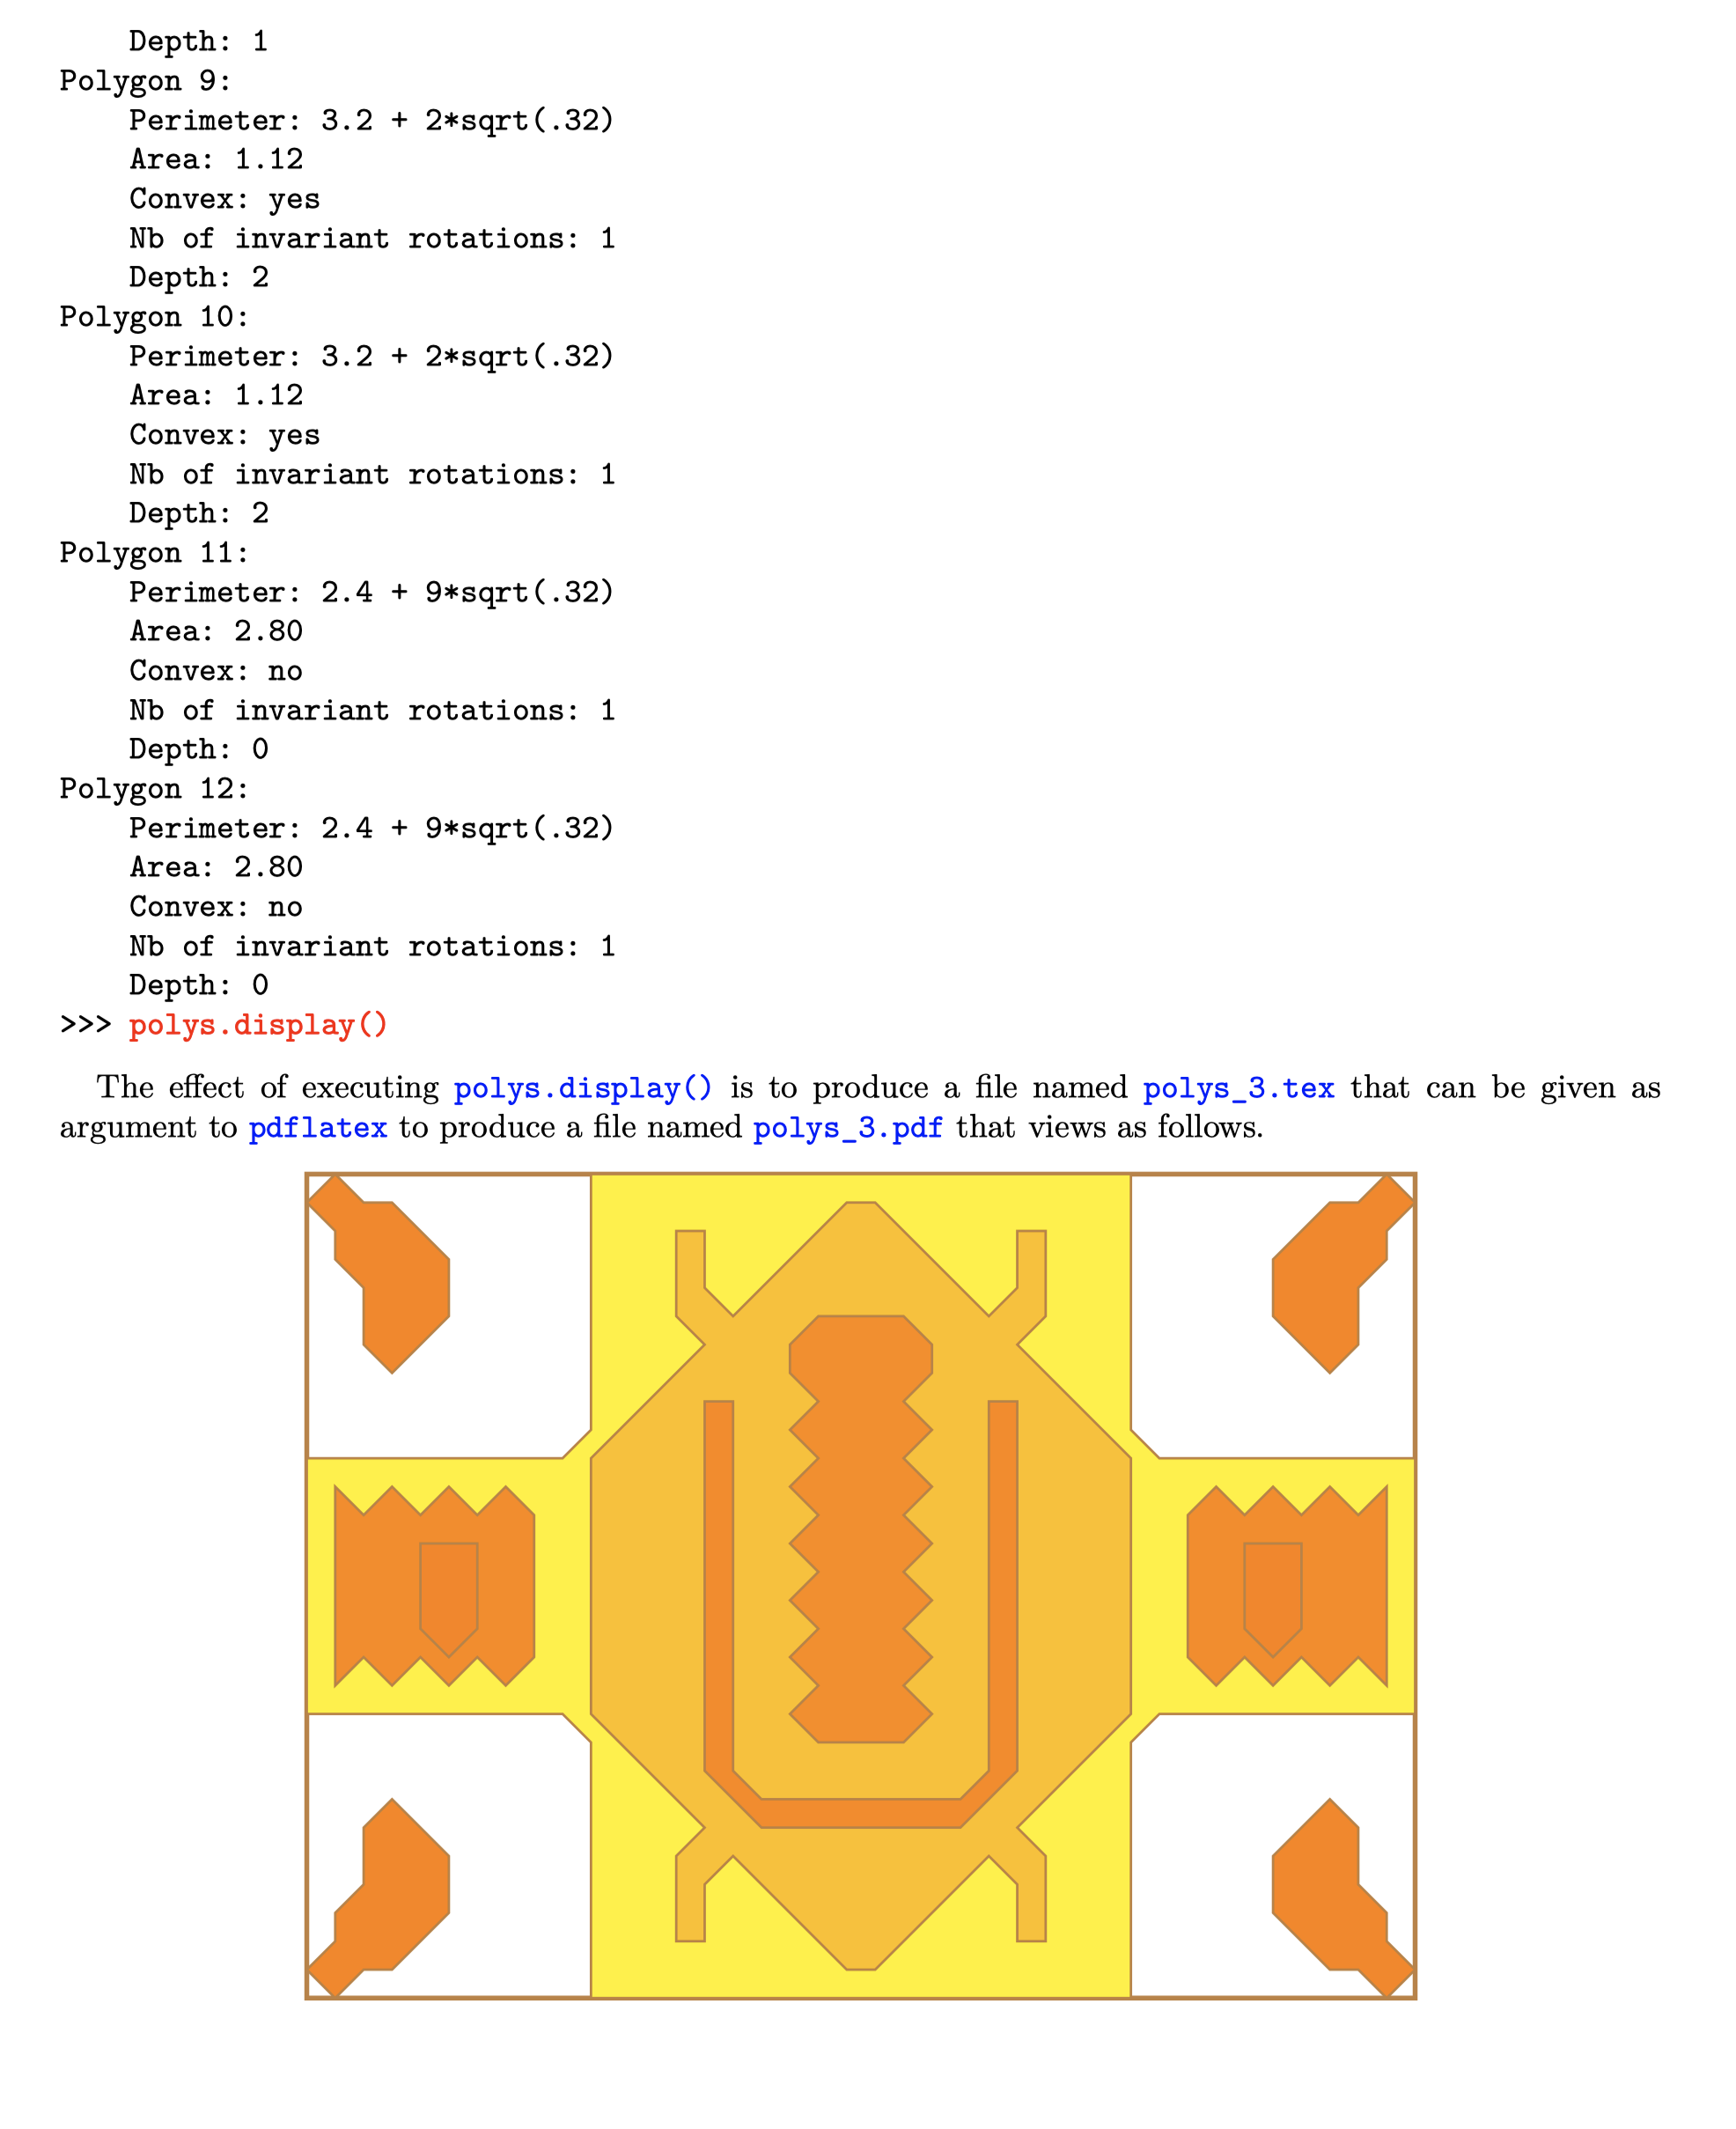 Depth: 1
Polygon 9:
Perimeter: 3.2 + 2*sqrt(.32)
Area: 1.12
Convex: yes
Nb of invariant rotations: 1
Depth: 2
Polygon 10:
Perimeter: 3.2 + 2*sqrt(.32)
Area: 1.12
Convex: yes
Nb of invariant rotations: 1
Depth: 2
Polygon 11:
Perimeter: 2.4 + 9*sqrt(.32)
Area: 2.80
Convex: no
Nb of invariant rotations: 1
Depth: 0
Polygon 12:
Perimeter: 2.4 + 9*sqrt(.32)
Area: 2.80
Convex: no
Nb of invariant rotations: 1
Depth: 0
>>> polys.display()
The effect of executing polys.display() is to produce a file named polys_3.tex that can be given as
argument to pdflatex to produce a file named polys_3.pdf that views as follows.